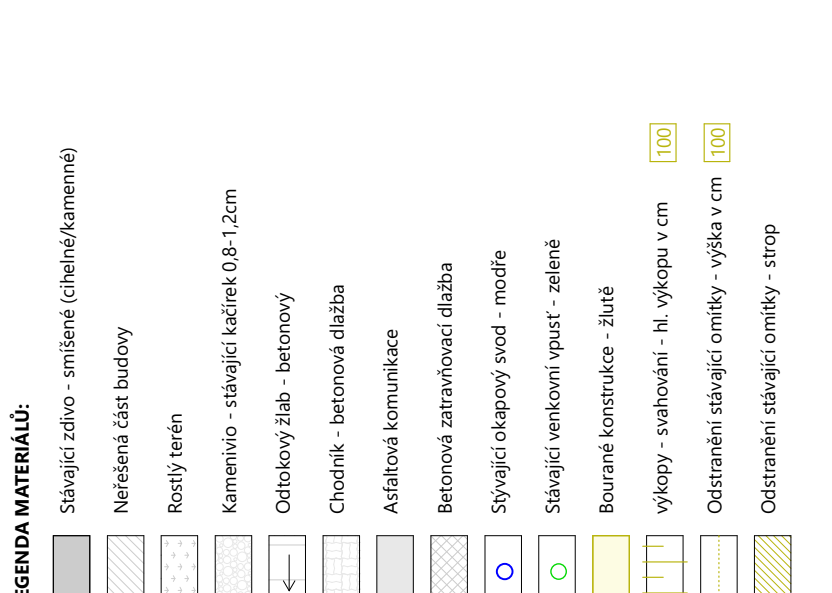 EGENDA MATERIÁLŮ:
Stávající zdivo - smíšené (cihelné/kamenné)
Neřešená část budovy
Rostlý terén
Kamenivio - stávající kačírek 0,8-1,2cm
Odtokový žlab - betonový
Chodník - betonová dlažba
Asfaltová komunikace
Betonová zatravňovací dlažba
Stývající okapový svod - modře
Stávající venkovní vpusť - zeleně
Bourané konstrukce - žlutě
výkopy - svahování - hl. výkopu v cm 100
Odstranění stávající omítky - výška v cm 100
Odstranění stávající omítky - strop